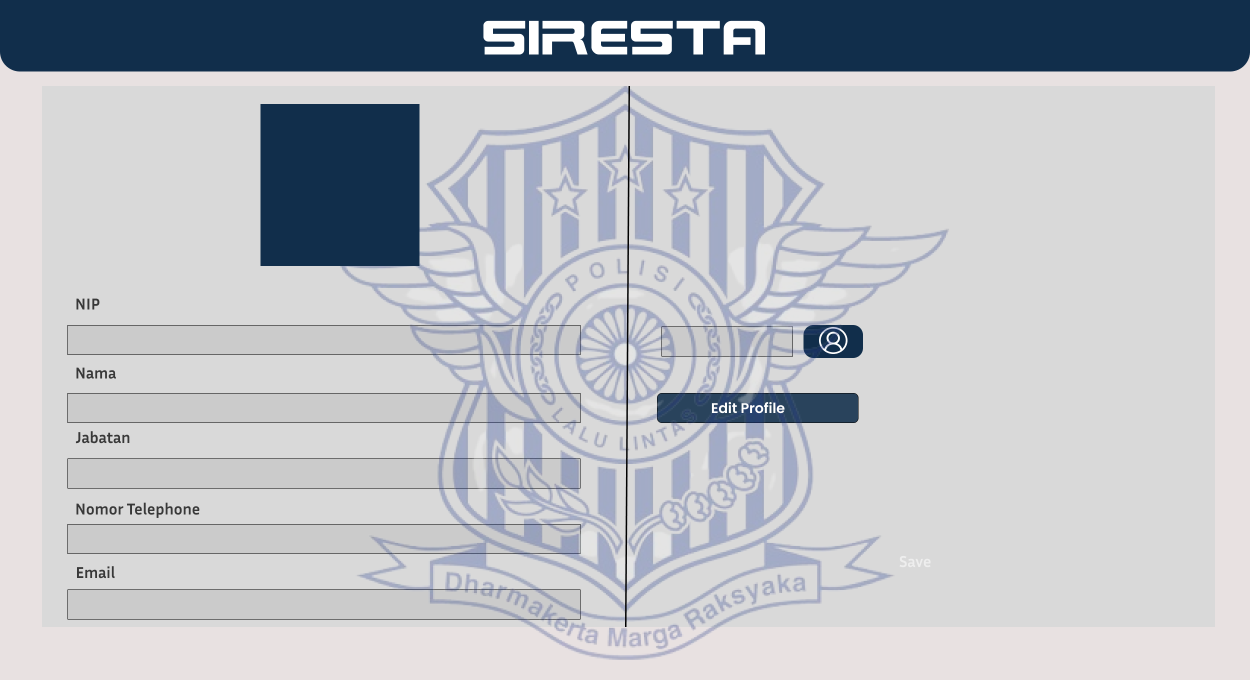 SIRESTA
POLISI
LALU LINTAS
NIP
Nama
Jabatan
Nomor Telephone
Email
Edit Profile
Save
Dharmakerta Marga Raksyaka